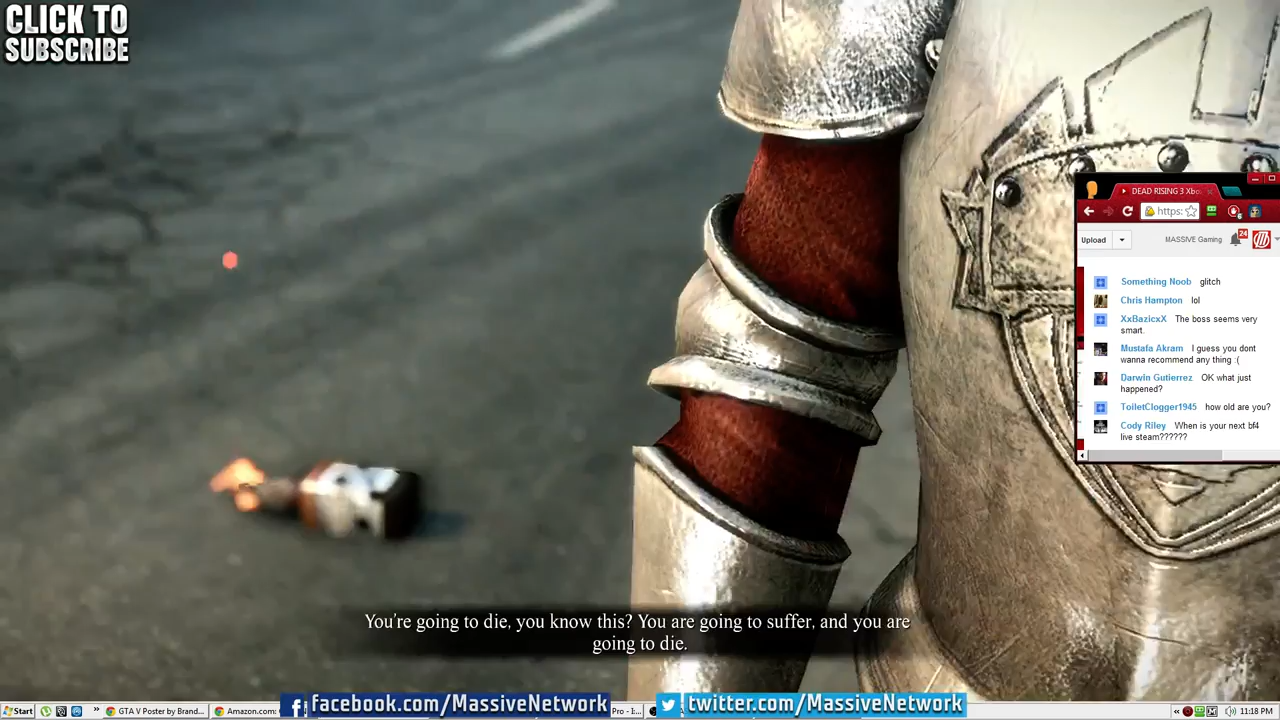 CLICK TO
SUBSCRIBE
DEAD RISING 3 Xbo
https:
Upload
MASSIVE Gaming
24
Something Noob glitch
Chris Hampton lol
XxBazicxX The boss seems very
smart.
Mustafa Akram I guess you dont
wanna recommend any thing :(
Darwin Gutierrez OK what just
happened?
ToiletClogger1945 how old are you?
Cody Riley When is your next bf4
live steam??????
You're going to die, you know this? You are going to suffer, and you are
going to die.
Start
GTA V Poster by Brand...
Amazon.com:
facebook.com/MassiveNetwork
twitter.com/MassiveNetwork
11:18 PM